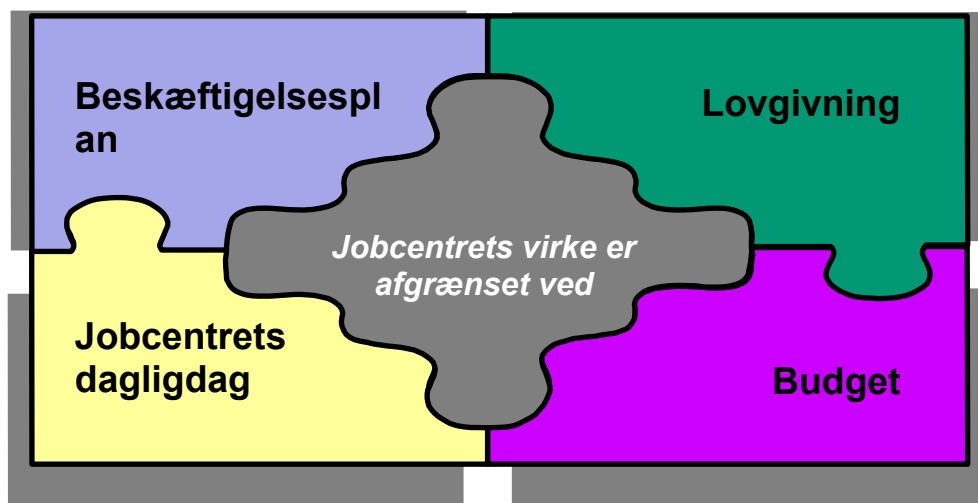 Beskæftigelsespl
an
Lovgivning
Jobcentrets virke er
afgrænset ved
Jobcentrets
dagligdag
Budget